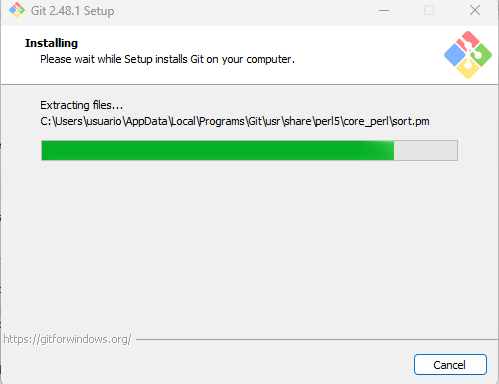 Git 2.48.1 Setup
Installing
Please wait while Setup installs Git on your computer.
Extracting files...
C:\Users\usuario\AppData\Local\Programs\Git\usr\share\perl5\core_perl\sort.pm
https://gitforwindows.org/
Cancel